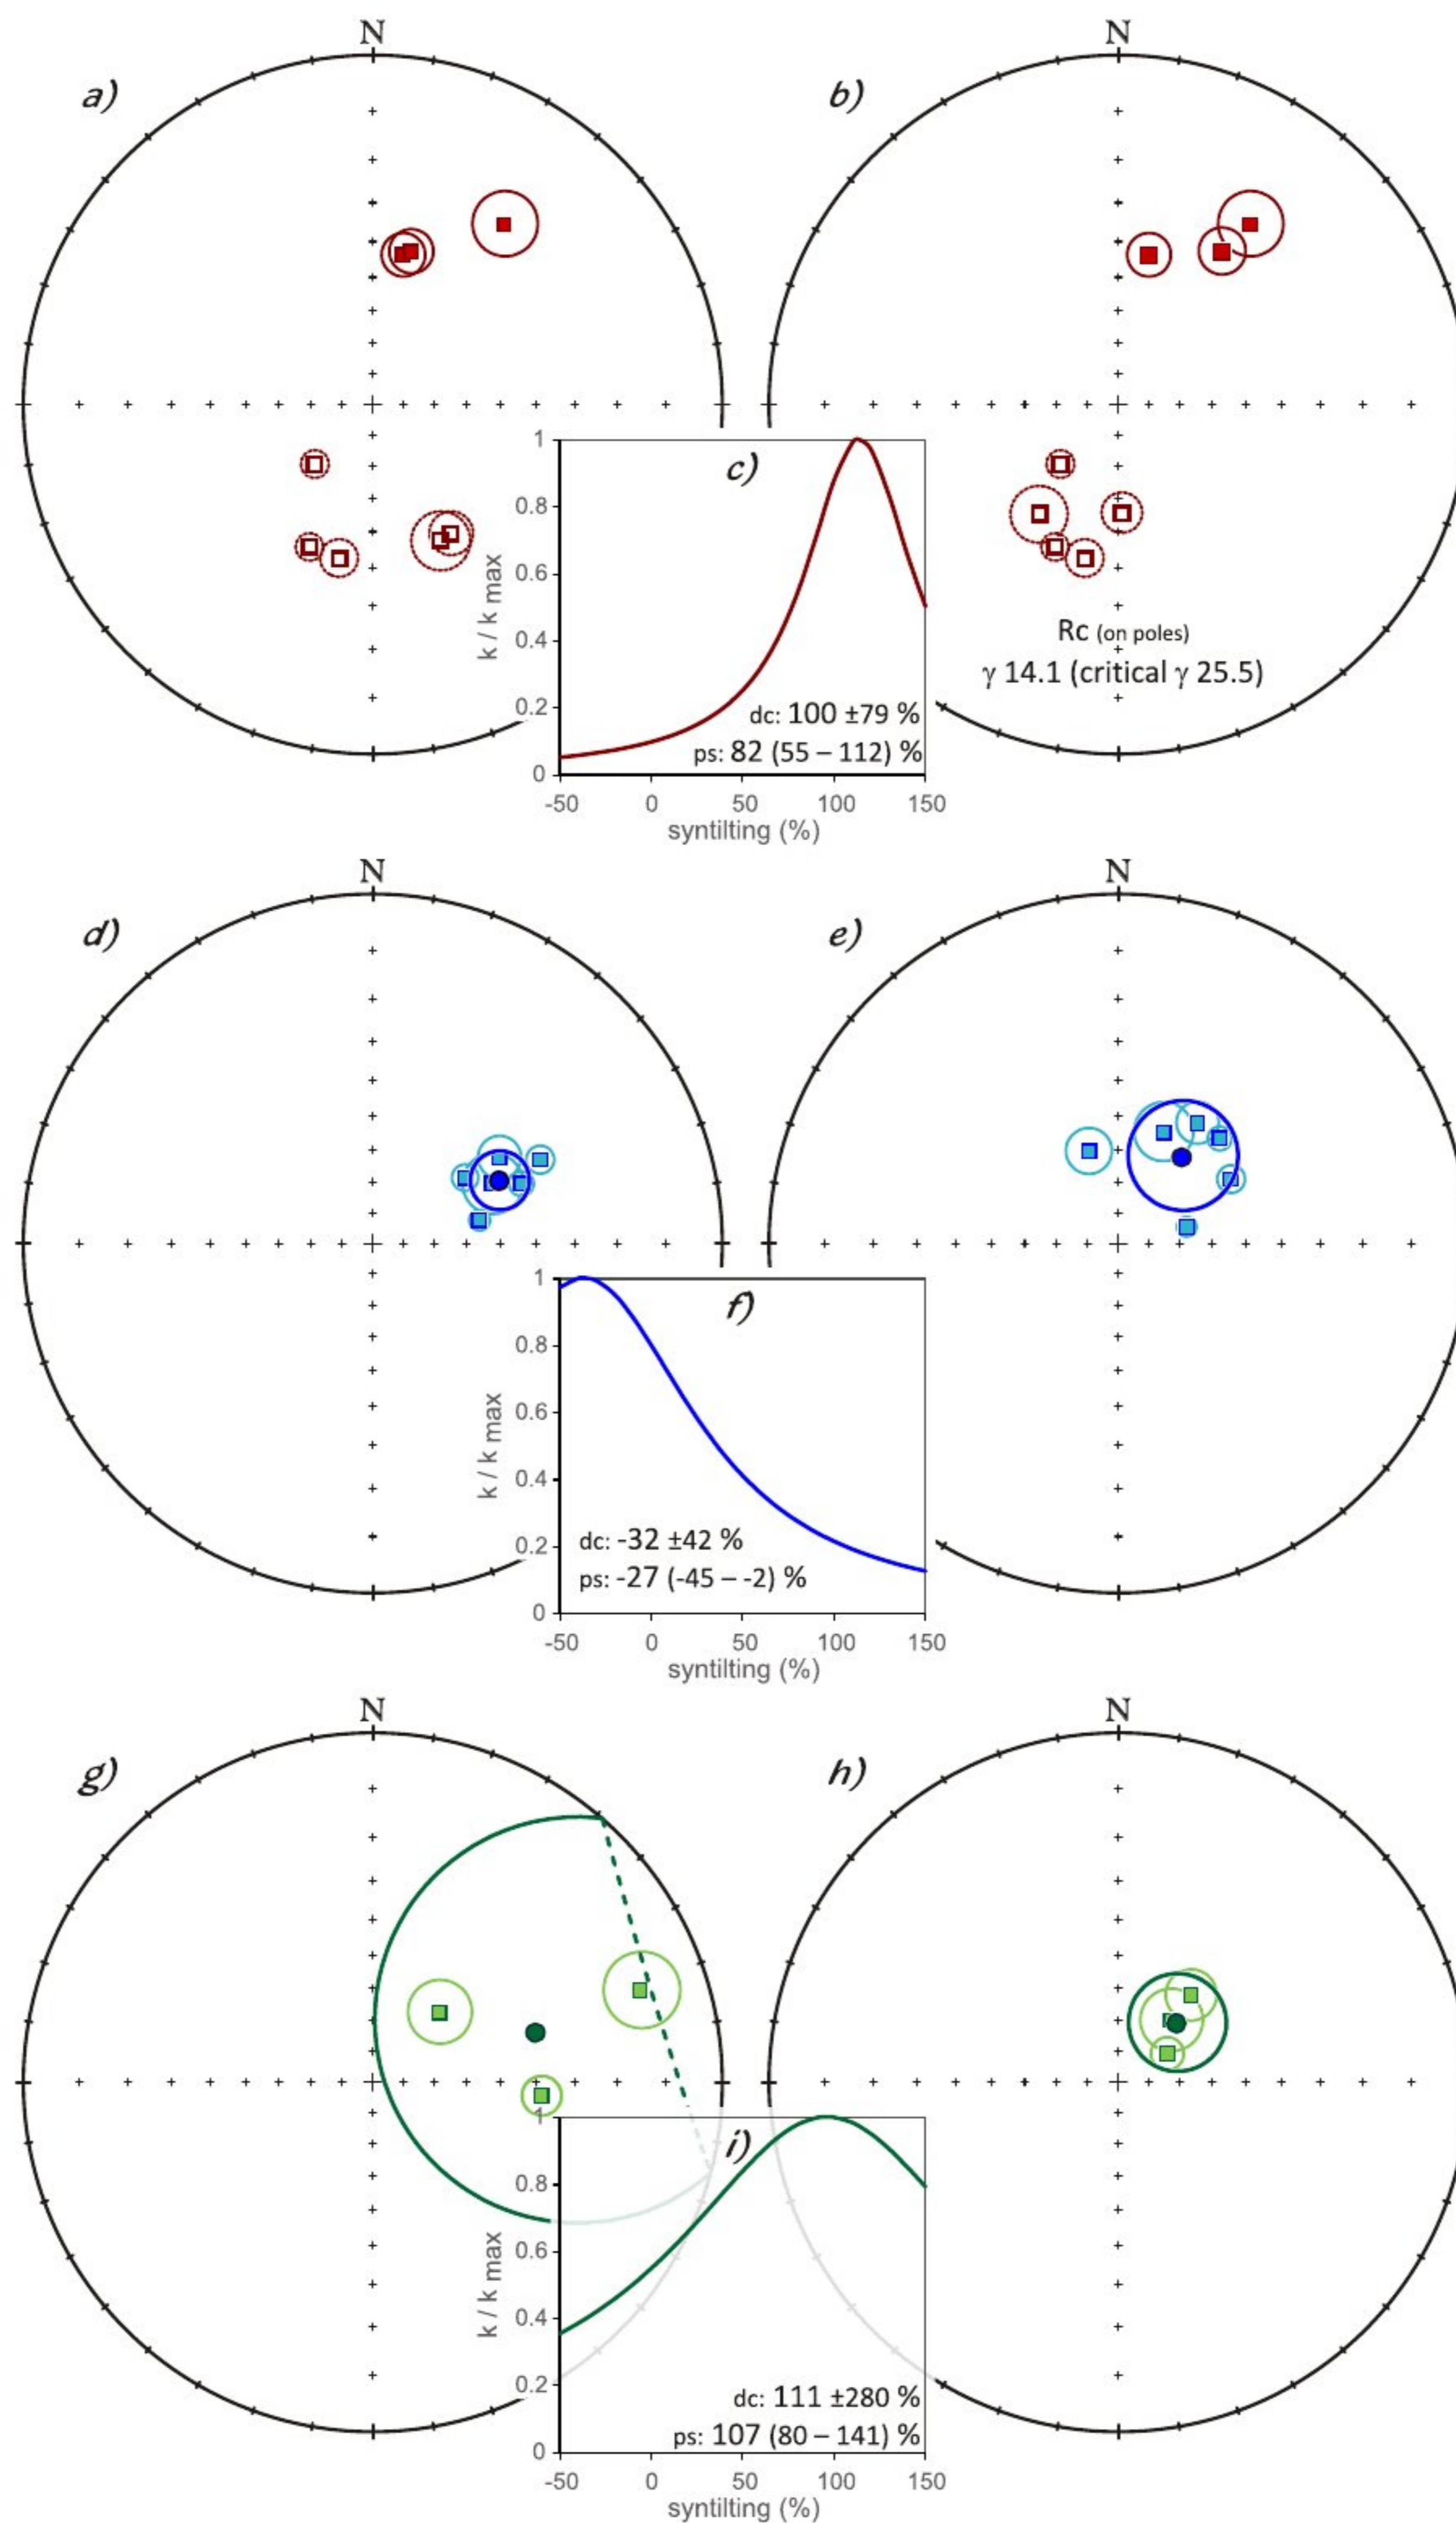 N
N
a)
b)
c)
1
0.8
0.6
0.4
0.2
0
k / k max
dc: 100 ±79 %
ps: 82 (55 – 112) %
-50 0 50 100 150
syntilting (%)
Rc (on poles)
γ 14.1 (critical γ 25.5)
N
N
d)
e)
f)
1
0.8
0.6
0.4
0.2
0
k / k max
dc: -32 ±42 %
ps: -27 (-45 – -2) %
-50 0 50 100 150
syntilting (%)
N
N
g)
h)
i)
1
0.8
0.6
0.4
0.2
0
k / k max
dc: 111 ±280 %
ps: 107 (80 – 141) %
-50 0 50 100 150
syntilting (%)